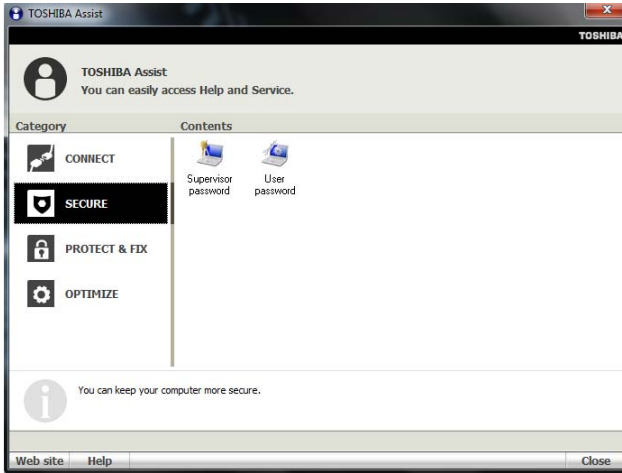 TOSHIBA Assist
TOSHIBA
TOSHIBA Assist
You can easily access Help and Service.
Category
Contents
CONNECT
SECURE
PROTECT & FIX
OPTIMIZE
Supervisor
password
User
password
You can keep your computer more secure.
Web site Help Close